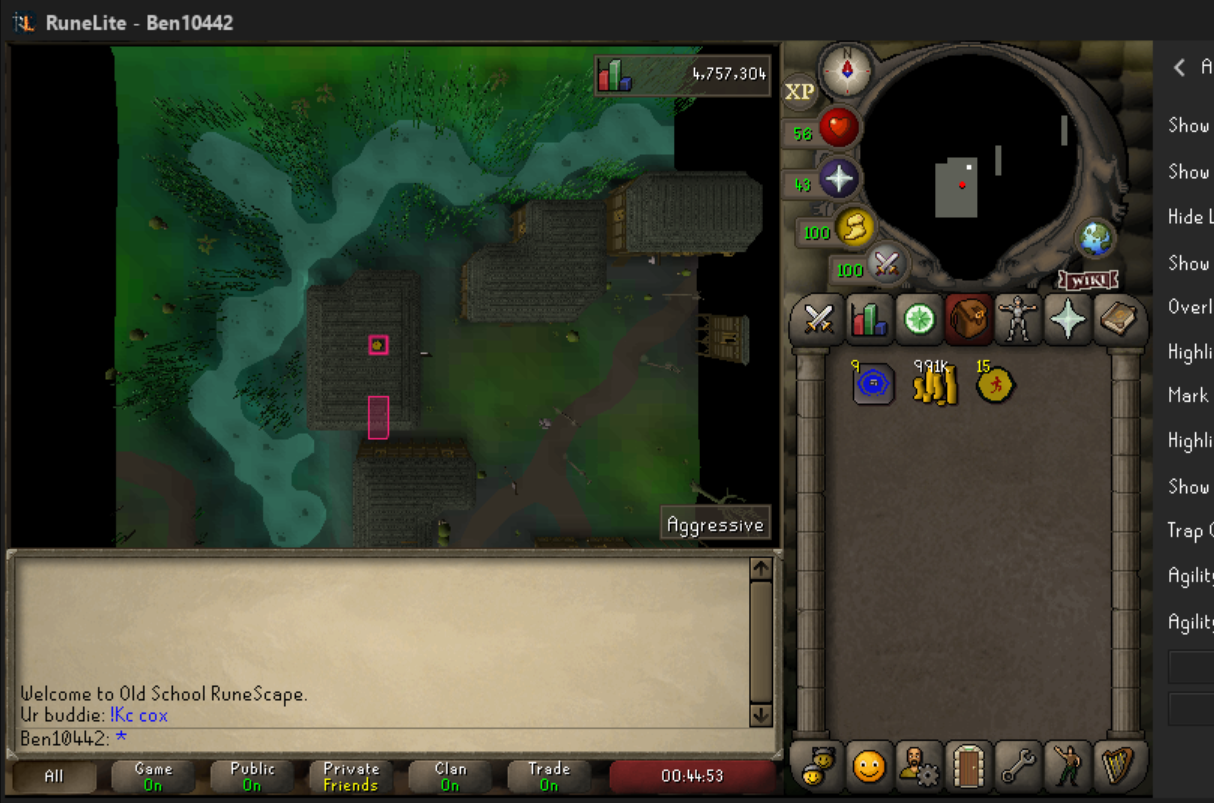 RuneLite - Ben10442
4,757,304
N
XP
56
43
100
100
WIKI
9
991K
15
Aggressive
Welcome to Old School RuneScape.
Ur buddie: !Kc cox
Ben10442: *
All
Game
On
Public
On
Private
Friends
Clan
On
Trade
On
00:44:53
A
Show
Show
Hide L
Show
Overl
Highli
Mark
Highli
Show
Trap
Agility
Agility